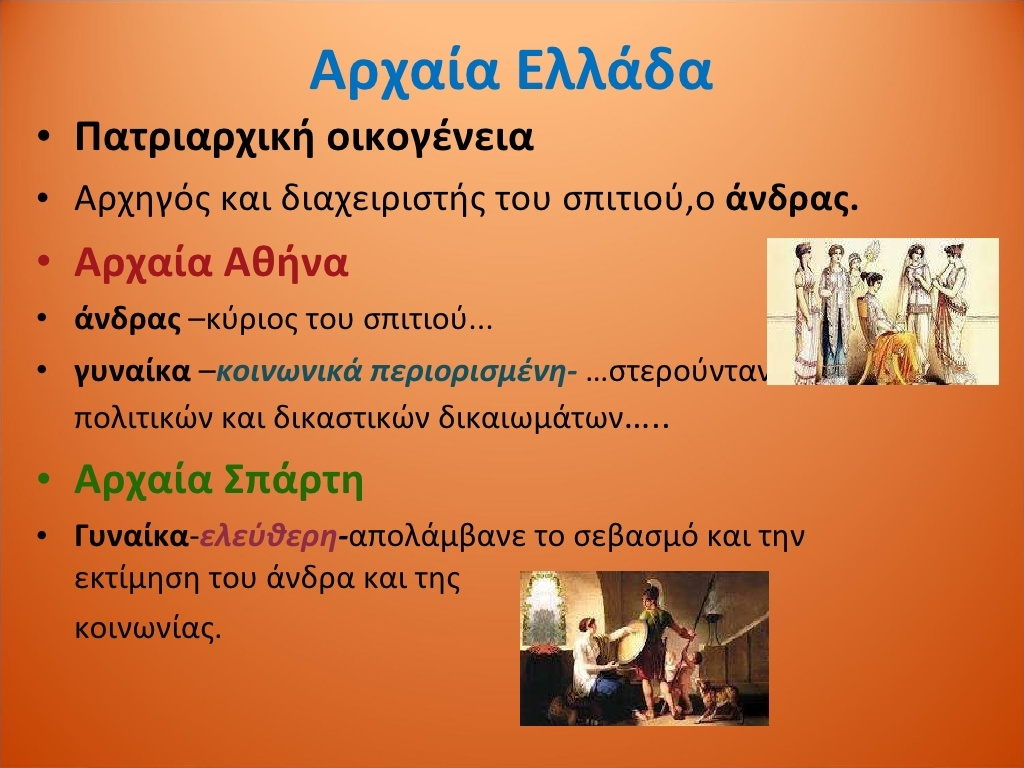 Αρχαία Ελλάδα
• Πατριαρχική οικογένεια
• Αρχηγός και διαχειριστής του σπιτιού,ο άνδρας.
• Αρχαία Αθήνα
• άνδρας –κύριος του σπιτιού...
• γυναίκα –κοινωνικά περιορισμένη- …στερούνταν
πολιτικών και δικαστικών δικαιωμάτων…..
• Αρχαία Σπάρτη
• Γυναίκα-ελεύθερη-απολάμβανε το σεβασμό και την
εκτίμηση του άνδρα και της
κοινωνίας.